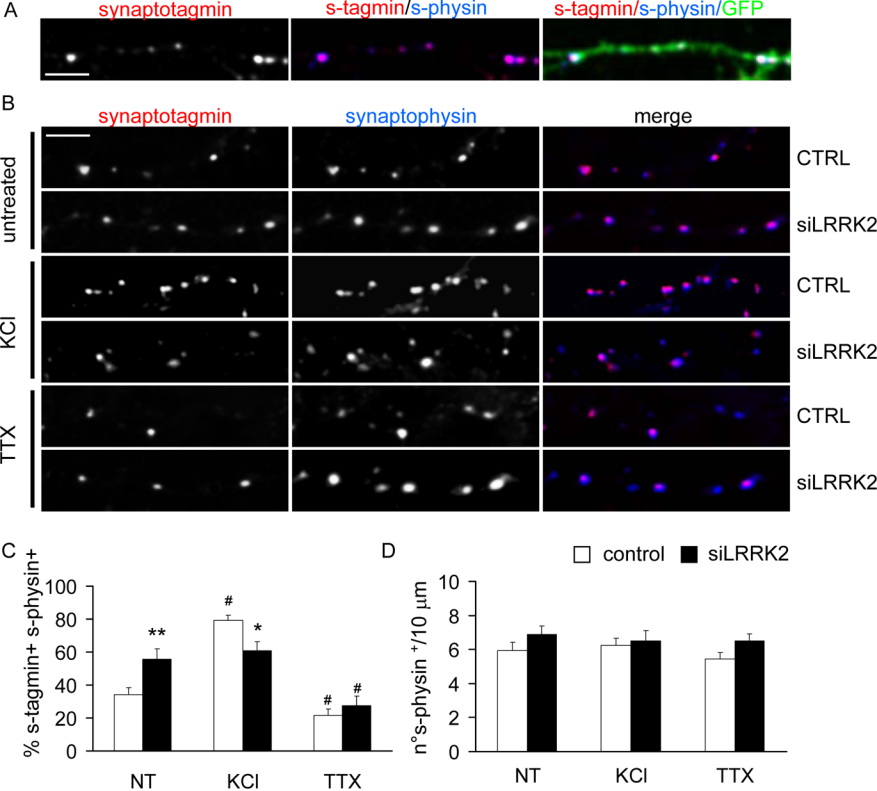 A
synaptotagmin
s-tagmin/s-physin
s-tagmin/s-physin/GFP
B
synaptotagmin
synaptophysin
merge
untreated
CTRL
siLRRK2
KCl
CTRL
siLRRK2
TTX
CTRL
siLRRK2
C
% s-tagmin+ s-physin+
100
80
60
40
20
0
**
#
*
#
#
NT
KCl
TTX
D
control
siLRRK2
n°s-physin +/10 µm
10
8
6
4
2
0
NT
KCl
TTX